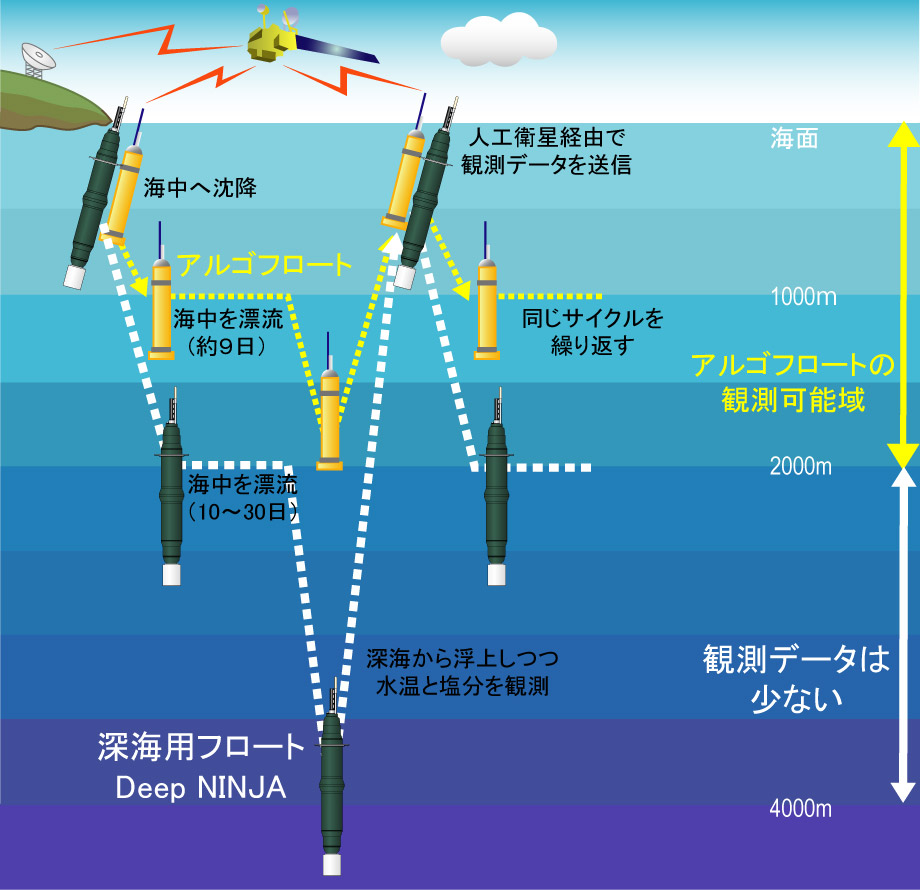 海面
人工衛星経由で
観測データを送信
海中へ沈降
アルゴフロート
1000m
海中を漂流
（約９日）
同じサイクルを
繰り返す
アルゴフロートの
観測可能域
2000m
海中を漂流
（10～30日）
深海から浮上しつつ
水温と塩分を観測
観測データは
少ない
深海用フロート
Deep NINJA
4000m